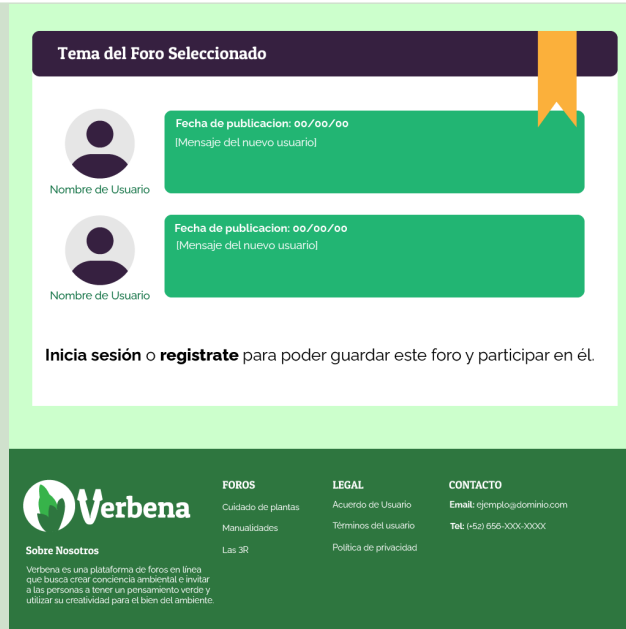 Tema del Foro Seleccionado
Fecha de publicacion: 00/00/00
[Mensaje del nuevo usuario]
Nombre de Usuario
Fecha de publicacion: 00/00/00
[Mensaje del nuevo usuario]
Nombre de Usuario
Inicia sesión o registrate para poder guardar este foro y participar en él.
Verbena
Sobre Nosotros
Verbena es una plataforma de foros en línea
que busca crear conciencia ambiental e invitar
a las personas a tener un pensamiento verde y
utilizar su creatividad para el bien del ambiente.
FOROS
Cuidado de plantas
Manualidades
Las 3R
LEGAL
Acuerdo de Usuario
Términos del usuario
Política de privacidad
CONTACTO
Email: ejemplo@dominio.com
Tel: (+52) 656-XXX-XXXX